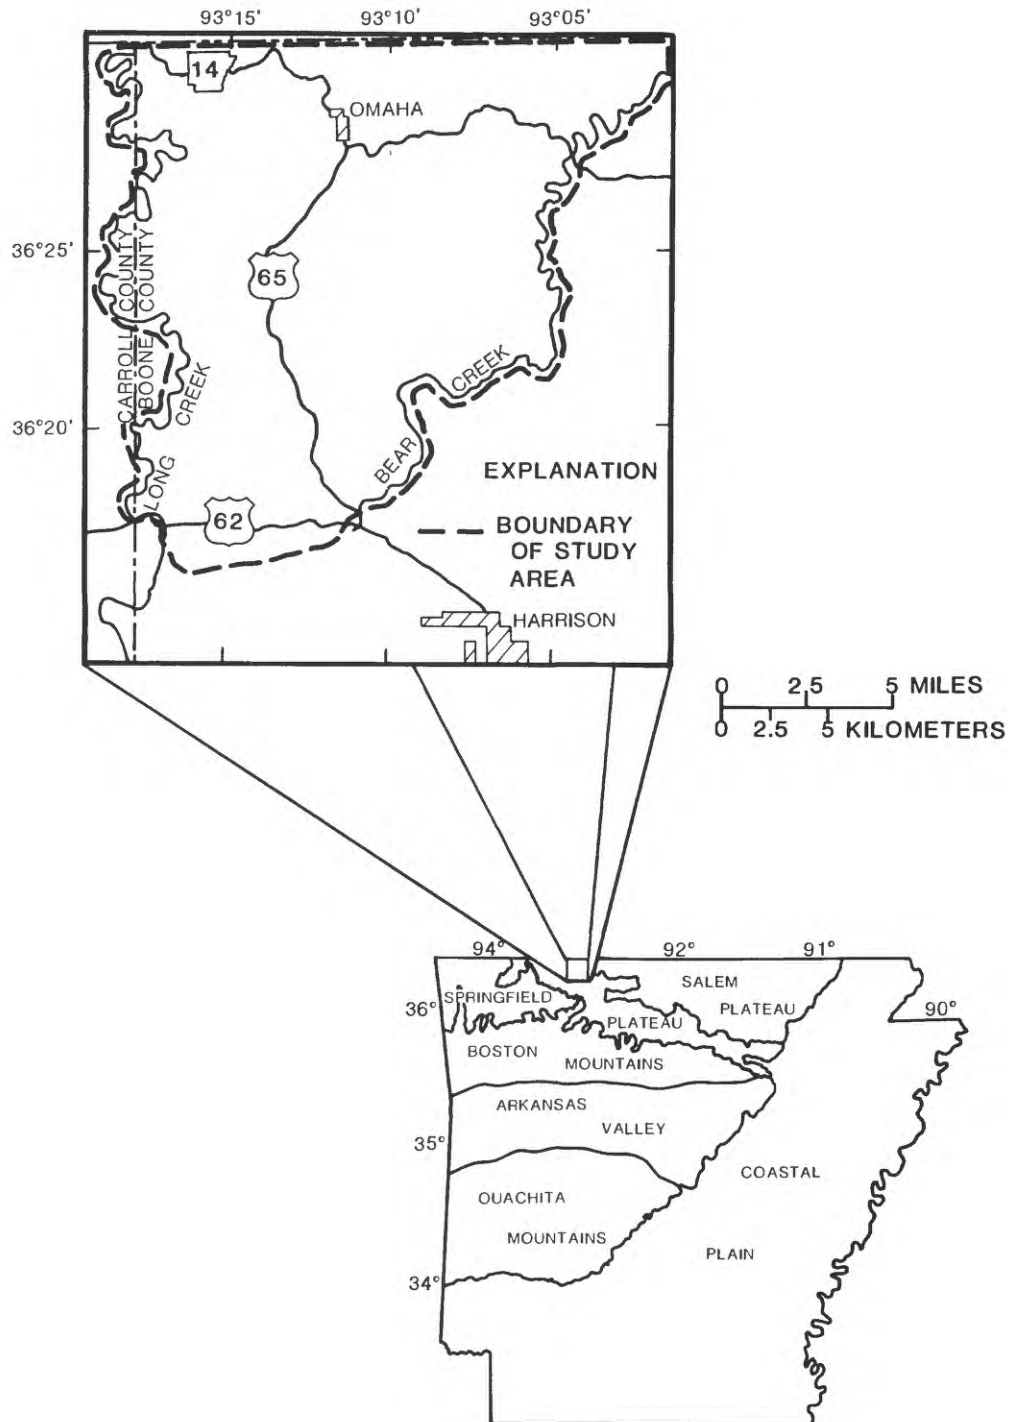 93°15' 93°10' 93°05'
14
OMAHA
36°25'
CARROLL COUNTY
BOONE COUNTY
65
CREEK
LONG
36°20'
BEAR
CREEK
62
EXPLANATION
BOUNDARY
OF STUDY
AREA
HARRISON
0 2.5 5 MILES
0 2.5 5 KILOMETERS
94° 92° 91°
36°
90°
SPRINGFIELD
PLATEAU
SALEM
PLATEAU
BOSTON
MOUNTAINS
ARKANSAS
VALLEY
35°
COASTAL
PLAIN
OUACHITA
MOUNTAINS
34°